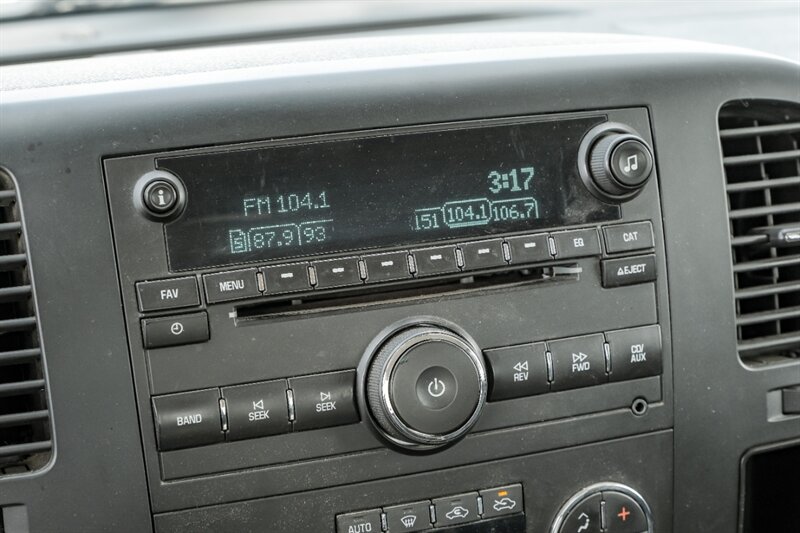 FM 104.1 3:17
5 87.9 93 151 104.1 106.7
FAV MENU EQ CAT
EJECT
BAND SEEK SEEK REV FWD CD/
AUX
AUTO